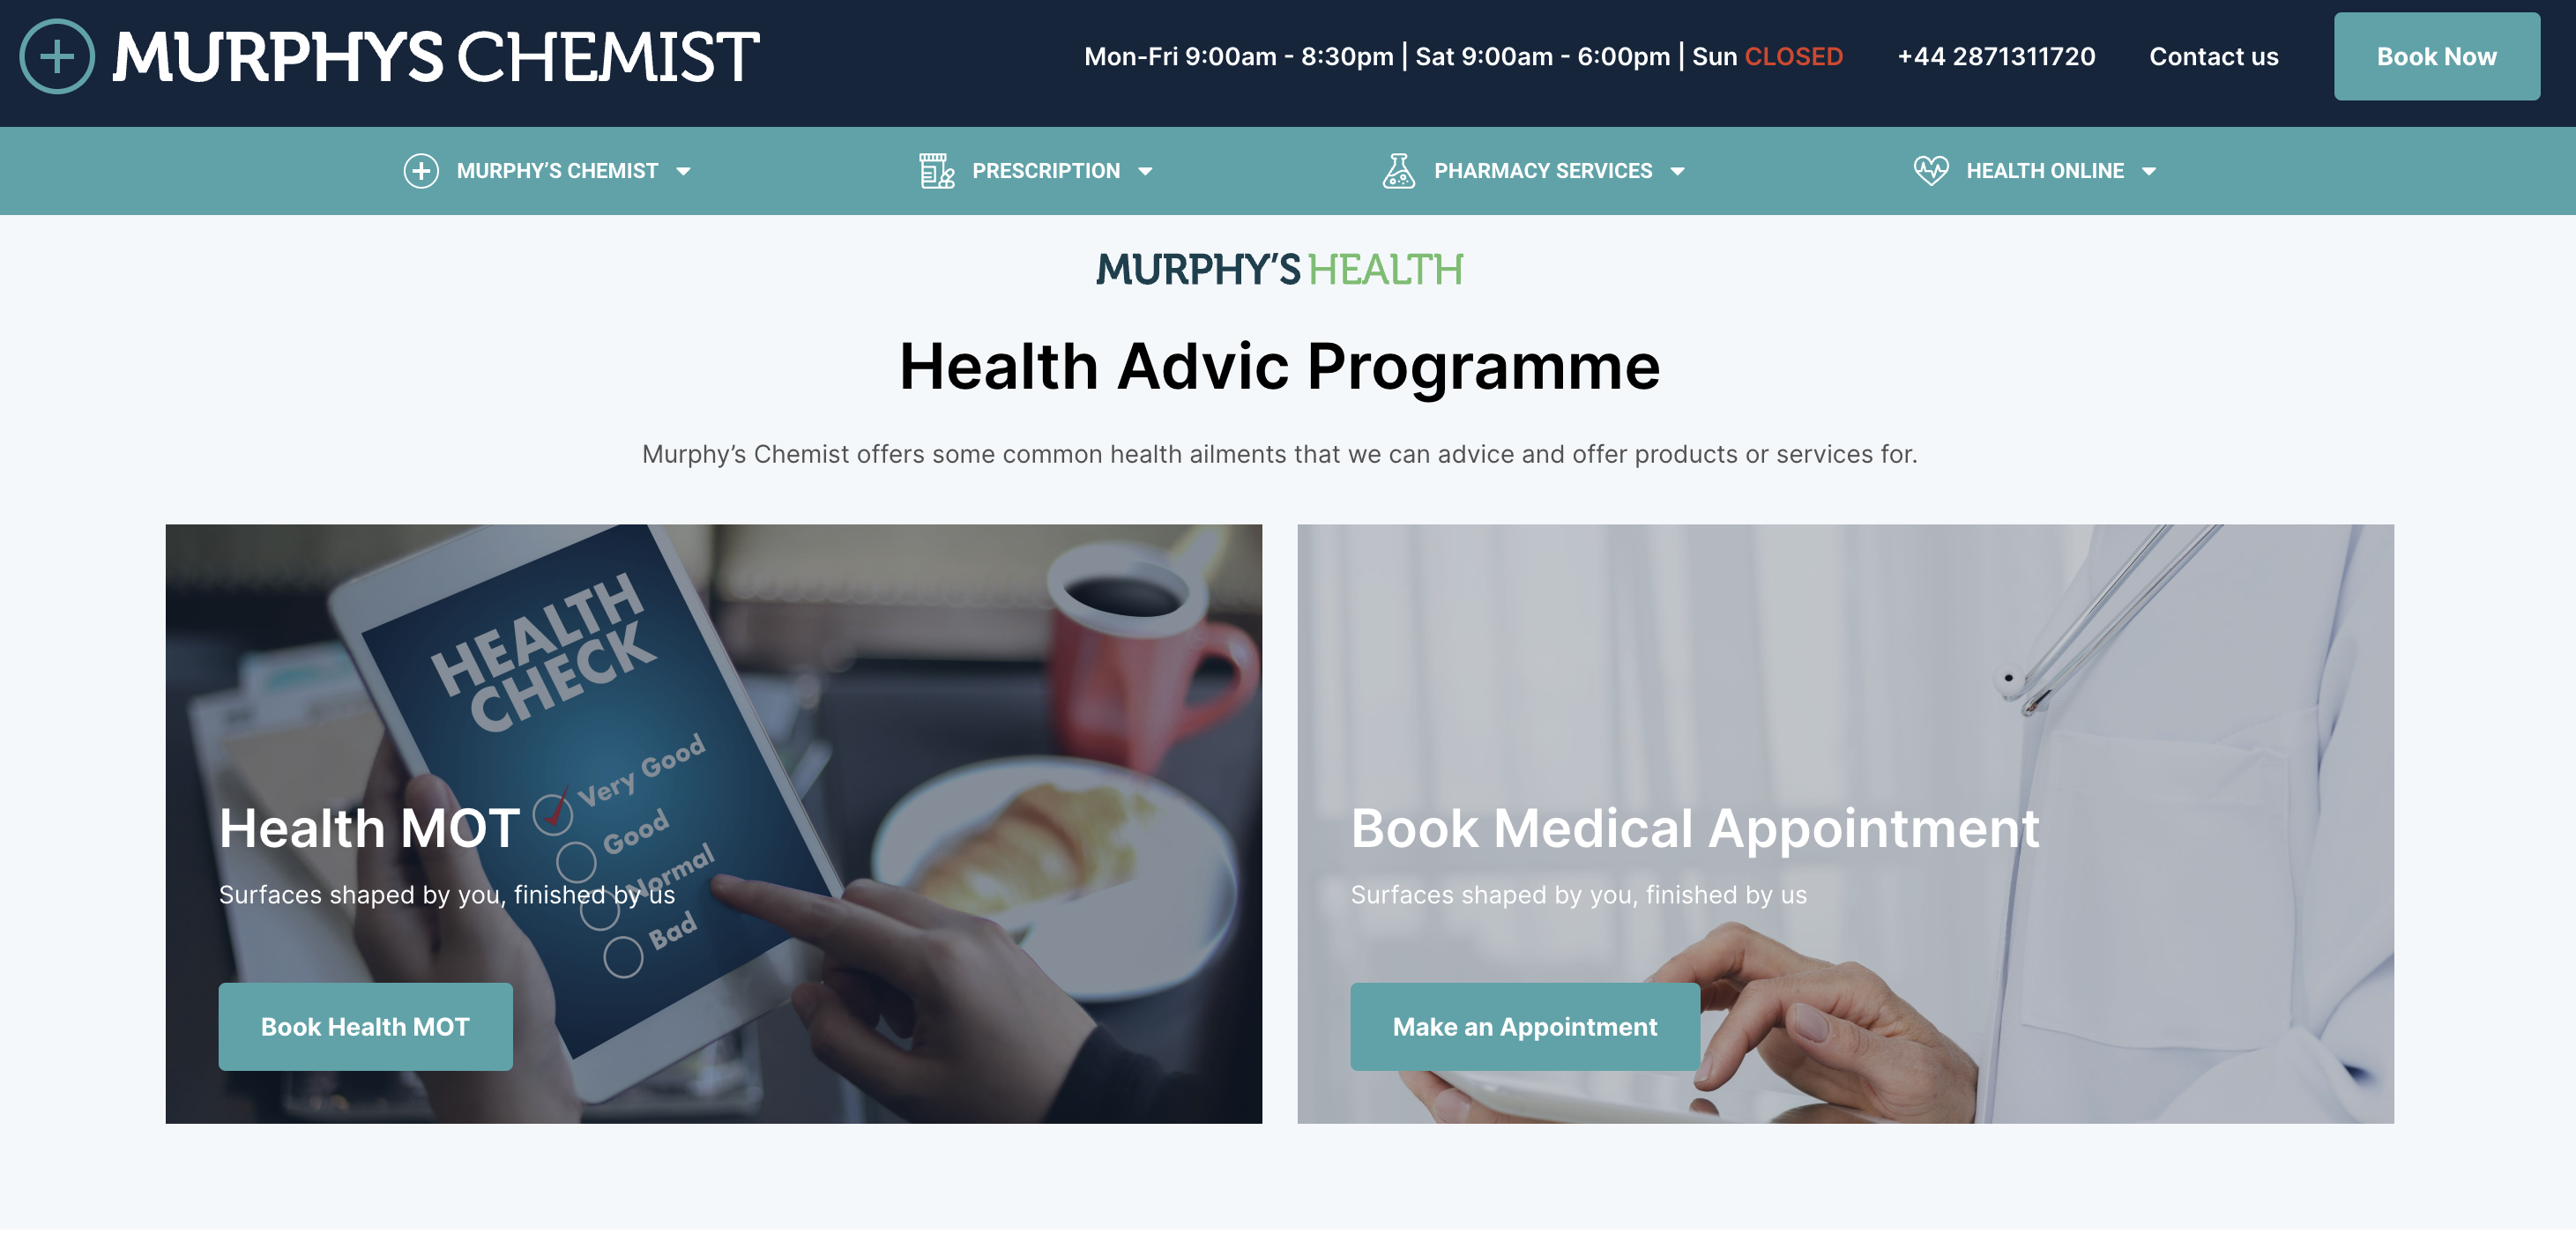 MURPHYS CHEMIST
Mon-Fri 9:00am - 8:30pm | Sat 9:00am - 6:00pm | Sun CLOSED
+44 2871311720
Contact us
Book Now
MURPHY’S CHEMIST
PRESCRIPTION
PHARMACY SERVICES
HEALTH ONLINE
MURPHY’S HEALTH
Health Advic Programme
Murphy’s Chemist offers some common health ailments that we can advice and offer products or services for.
HEALTH
CHECK
Very Good
Good
Normal
Bad
Health MOT
Surfaces shaped by you, finished by us
Book Health MOT
Book Medical Appointment
Surfaces shaped by you, finished by us
Make an Appointment